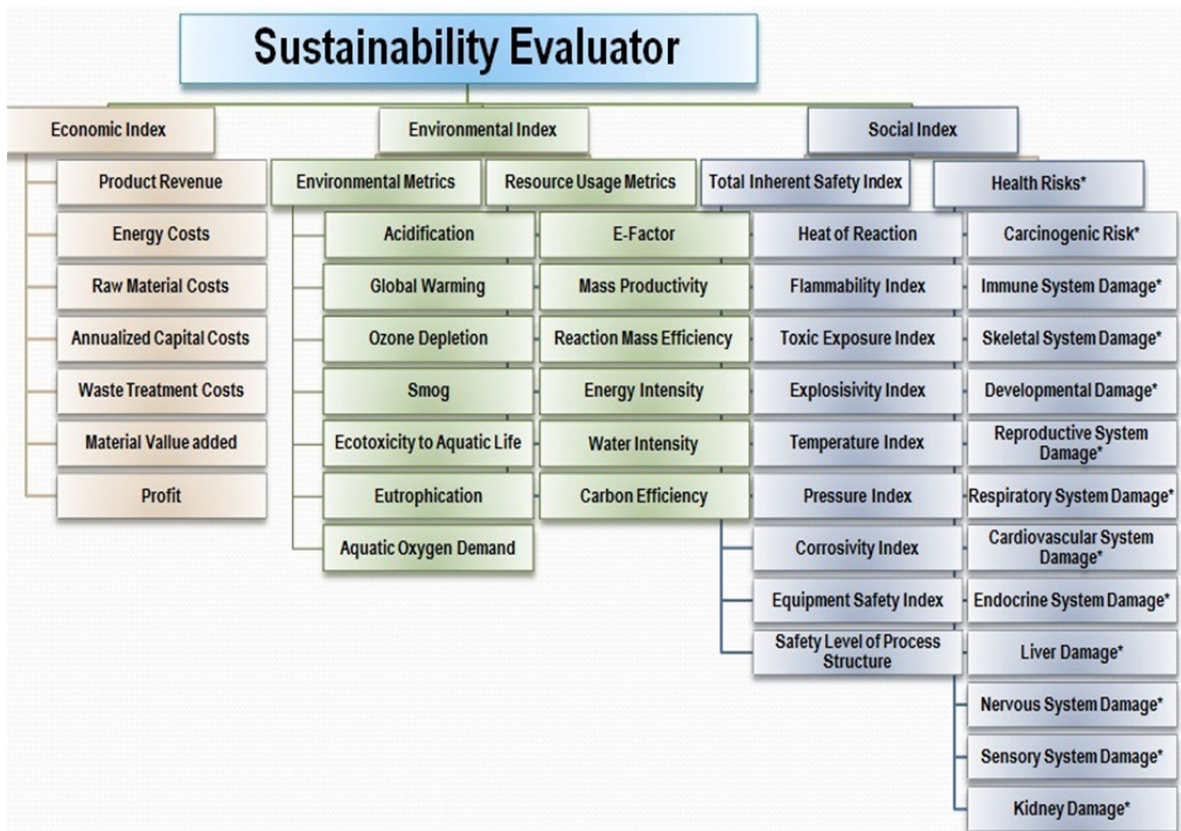 Sustainability Evaluator
Economic Index
Environmental Index
Social Index
Product Revenue
Energy Costs
Raw Material Costs
Annualized Capital Costs
Waste Treatment Costs
Material Vallue added
Profit
Environmental Metrics
Acidification
Global Warming
Ozone Depletion
Smog
Ecotoxicity to Aquatic Life
Eutrophication
Aquatic Oxygen Demand
Resource Usage Metrics
E-Factor
Mass Productivity
Reaction Mass Efficiency
Energy Intensity
Water Intensity
Carbon Efficiency
Total Inherent Safety Index
Heat of Reaction
Flammability Index
Toxic Exposure Index
Explosisivity Index
Temperature Index
Pressure Index
Corrosivity Index
Equipment Safety Index
Safety Level of Process
Structure
Health Risks*
Carcinogenic Risk*
Immune System Damage*
Skeletal System Damage*
Developmental Damage*
Reproductive System
Damage*
Respiratory System Damage*
Cardiovascular System
Damage*
Endocrine System Damage*
Liver Damage*
Nervous System Damage*
Sensory System Damage*
Kidney Damage*